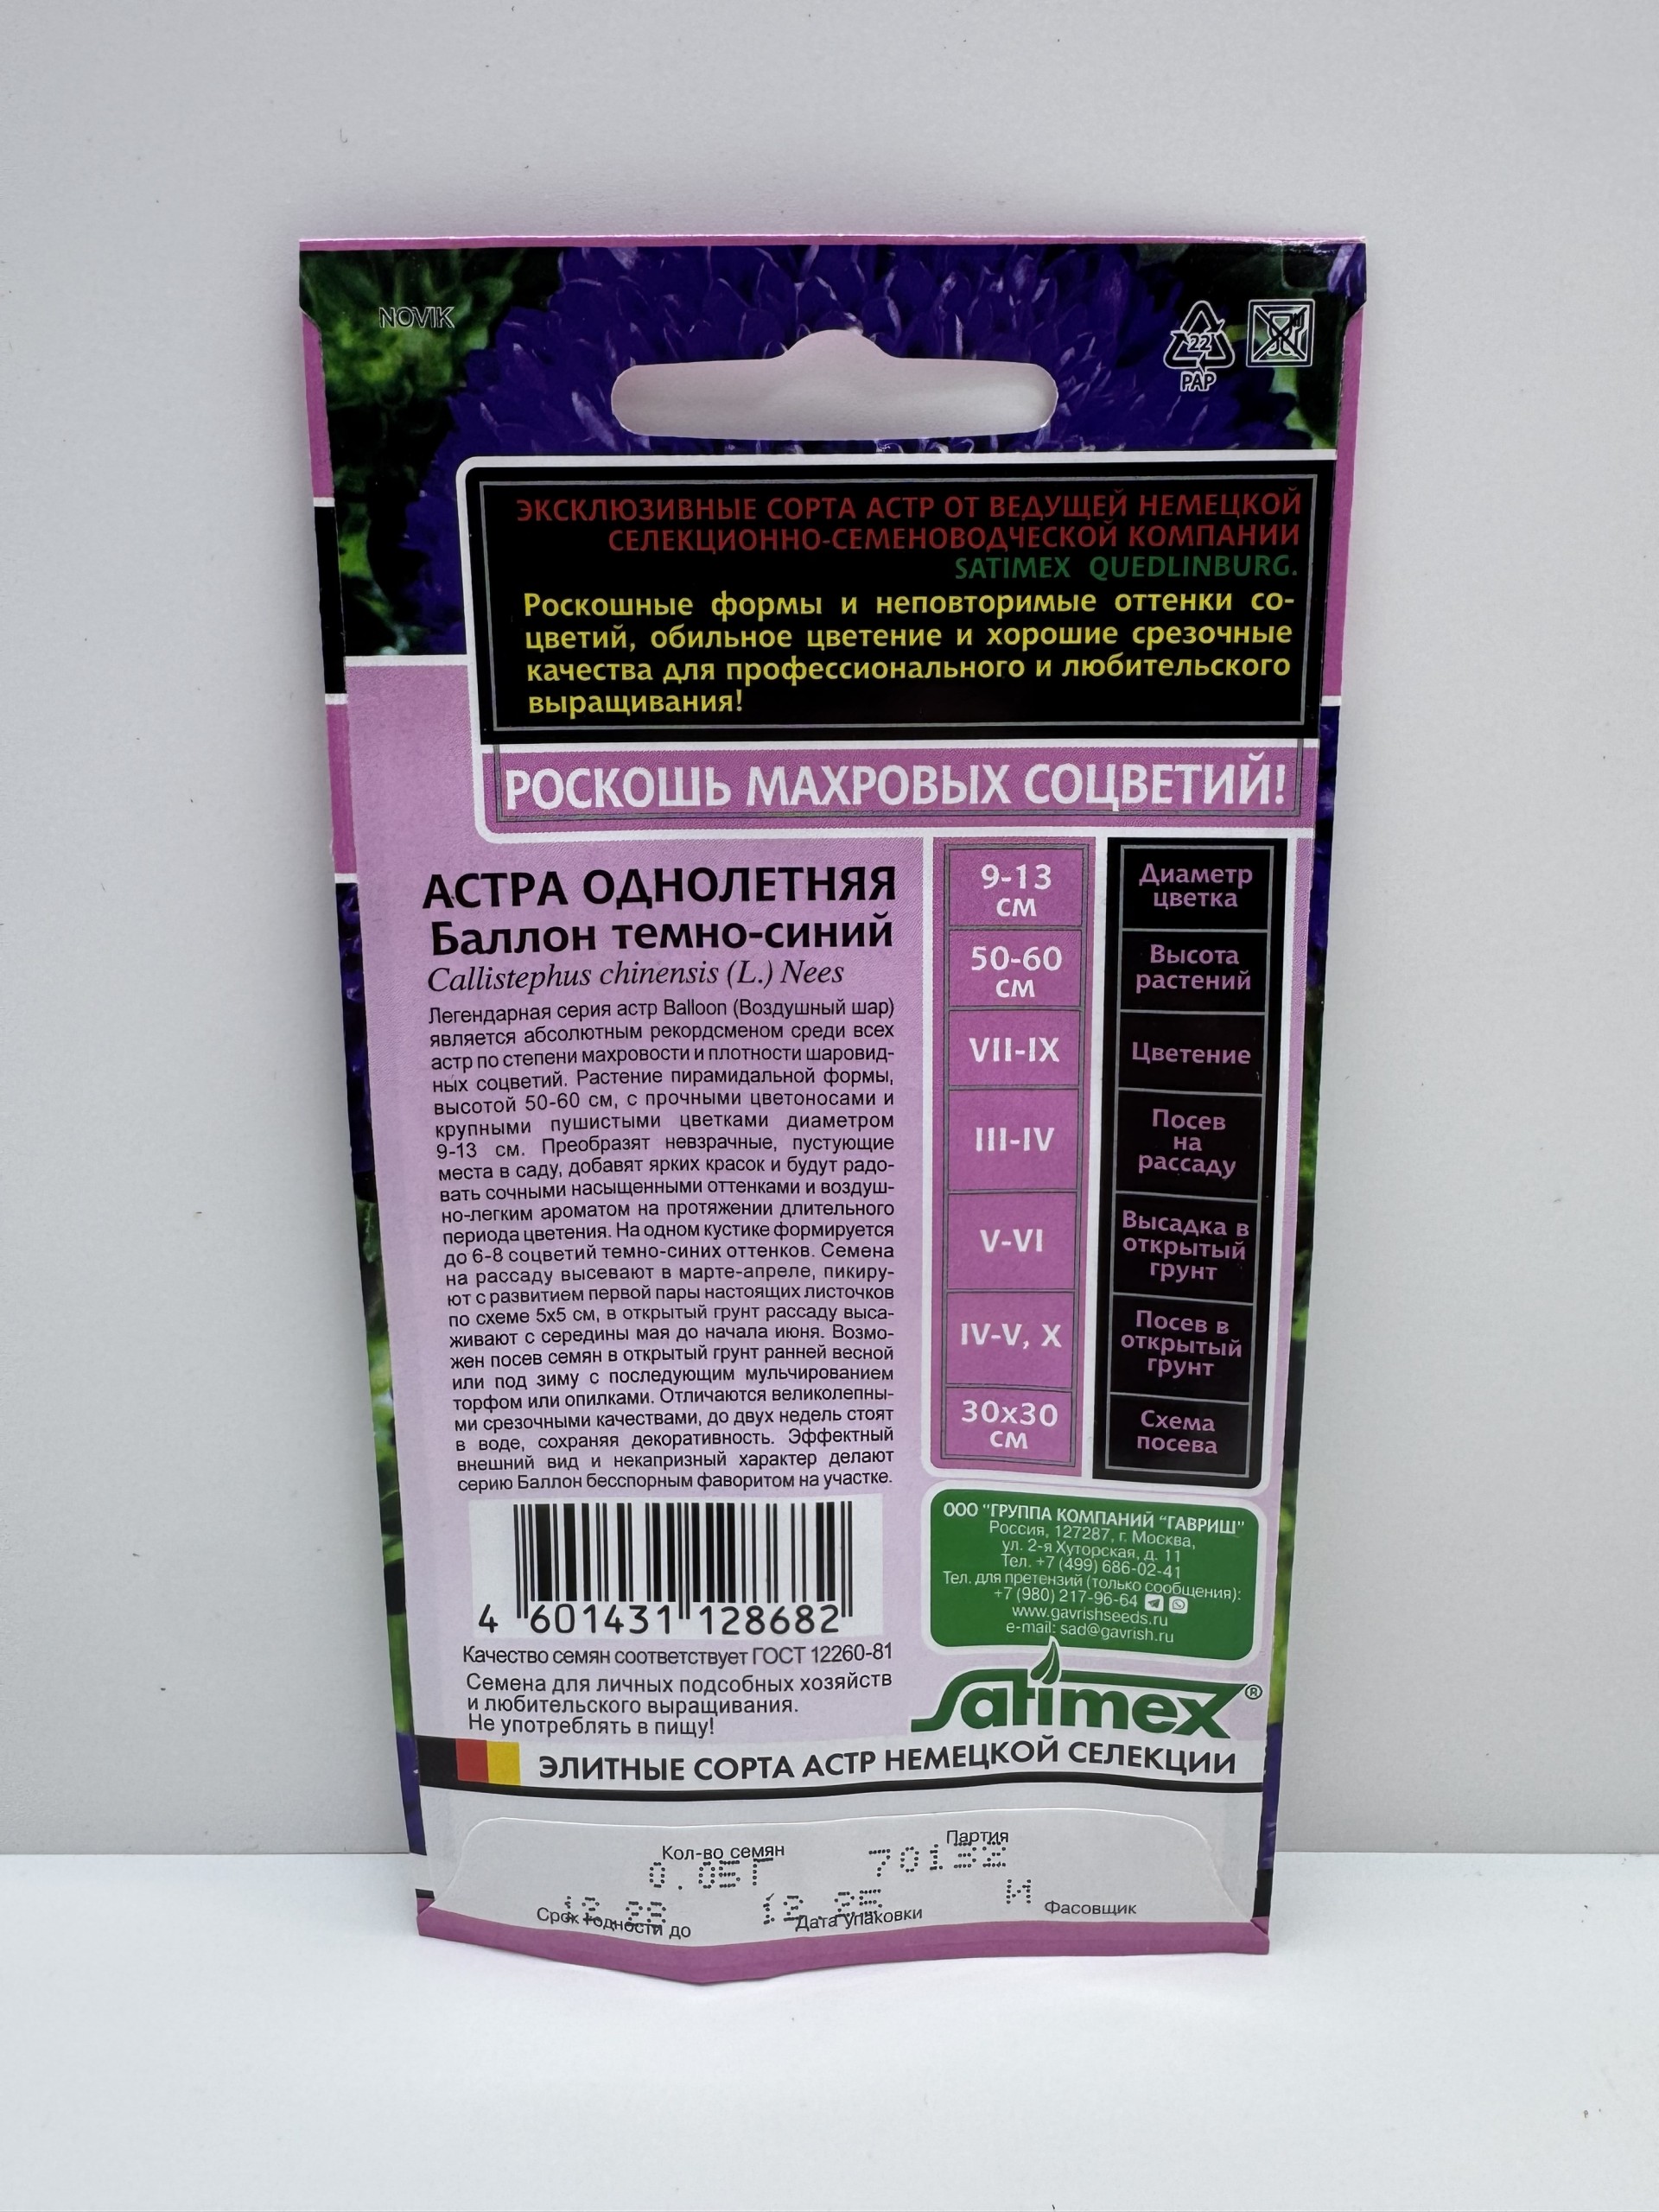 NOVIK
22
PAP
ЭКСКЛЮЗИВНЫЕ СОРТА АСТР ОТ ВЕДУЩЕЙ НЕМЕЦКОЙ
СЕЛЕКЦИОННО-СЕМЕНОВОДЧЕСКОЙ КОМПАНИИ
SATIMEX QUEDLINBURG.
Роскошные формы и неповторимые оттенки со-
цветий, обильное цветение и хорошие срезочные
качества для профессионального и любительского
выращивания!
РОСКОШЬ МАХРОВЫХ СОЦВЕТИЙ!
АСТРА ОДНОЛЕТНЯЯ
Баллон темно-синий
Callistephus chinensis (L.) Nees
Легендарная серия астр Balloon (Воздушный шар)
является абсолютным рекордсменом среди всех
астр по степени махровости и плотности шаровид-
ных соцветий. Растение пирамидальной формы,
высотой 50-60 см, с прочными цветоносами и
крупными пушистыми цветками диаметром
9-13 см. Преобразят невзрачные, пустующие
места в саду, добавят ярких красок и будут радо-
вать сочными насыщенными оттенками и воздуш-
но-легким ароматом на протяжении длительного
периода цветения. На одном кустике формируется
до 6-8 соцветий темно-синих оттенков. Семена
на рассаду высевают в марте-апреле, пикиру-
ют с развитием первой пары настоящих листочков
по схеме 5х5 см, в открытый грунт рассаду выса-
живают с середины мая до начала июня. Возмо-
жен посев семян в открытый грунт ранней весной
или под зиму с последующим мульчированием
торфом или опилками. Отличаются великолепны-
ми срезочными качествами, до двух недель стоят
в воде, сохраняя декоративность. Эффектный
внешний вид и некапризный характер делают
серию Баллон бесспорным фаворитом на участке.
9-13
см
Диаметр
цветка
50-60
см
Высота
растений
VII-IX
Цветение
III-IV
Посев
на
рассаду
V-VI
Высадка в
открытый
грунт
IV-V, X
Посев в
открытый
грунт
30х30
см
Схема
посева
4 601431 128682
Качество семян соответствует ГОСТ 12260-81
Семена для личных подсобных хозяйств
и любительского выращивания.
Не употреблять в пищу!
ООО "ГРУППА КОМПАНИЙ "ГАВРИШ"
Россия, 127287, г. Москва,
ул. 2-я Хуторская, д. 11
Тел. +7 (499) 686-02-41
Тел. для претензий (только сообщения):
+7 (980) 217-96-64
www.gavrishseeds.ru
e-mail: sad@gavrish.ru
Satimex®
ЭЛИТНЫЕ СОРТА АСТР НЕМЕЦКОЙ СЕЛЕКЦИИ
Кол-во семян
Партия
0.05Г
70132
12.28
12.25
И
Срок годности до
Дата упаковки
Фасовщик